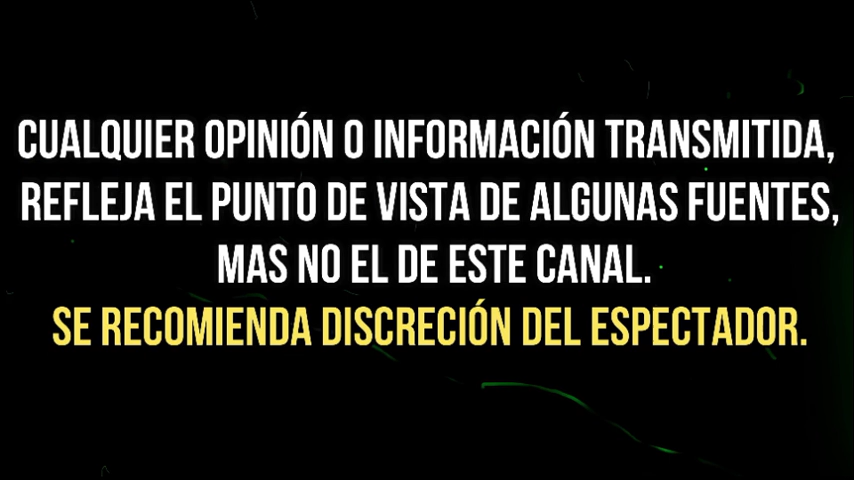 CUALQUIER OPINIÓN O INFORMACIÓN TRANSMITIDA,
REFLEJA EL PUNTO DE VISTA DE ALGUNAS FUENTES,
MAS NO EL DE ESTE CANAL.
SE RECOMIENDA DISCRECIÓN DEL ESPECTADOR.